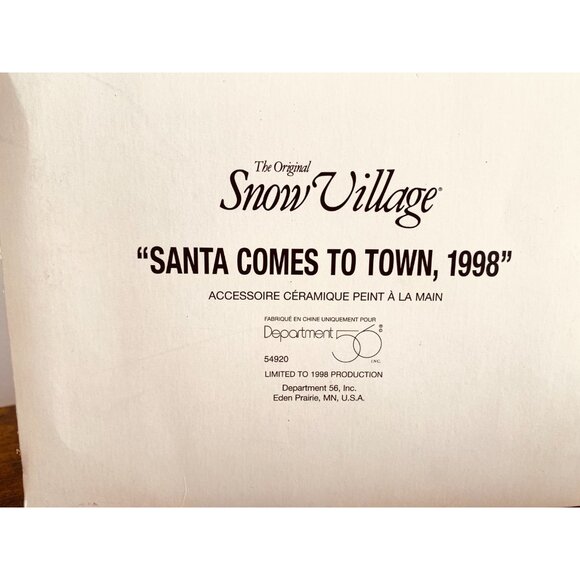 The Original
Snow Village®
“SANTA COMES TO TOWN, 1998”
ACCESSOIRE CÉRAMIQUE PEINT À LA MAIN
FABRIQUÉ EN CHINE UNIQUEMENT POUR
Department 56® INC.
54920
LIMITED TO 1998 PRODUCTION
Department 56, Inc.
Eden Prairie, MN, U.S.A.